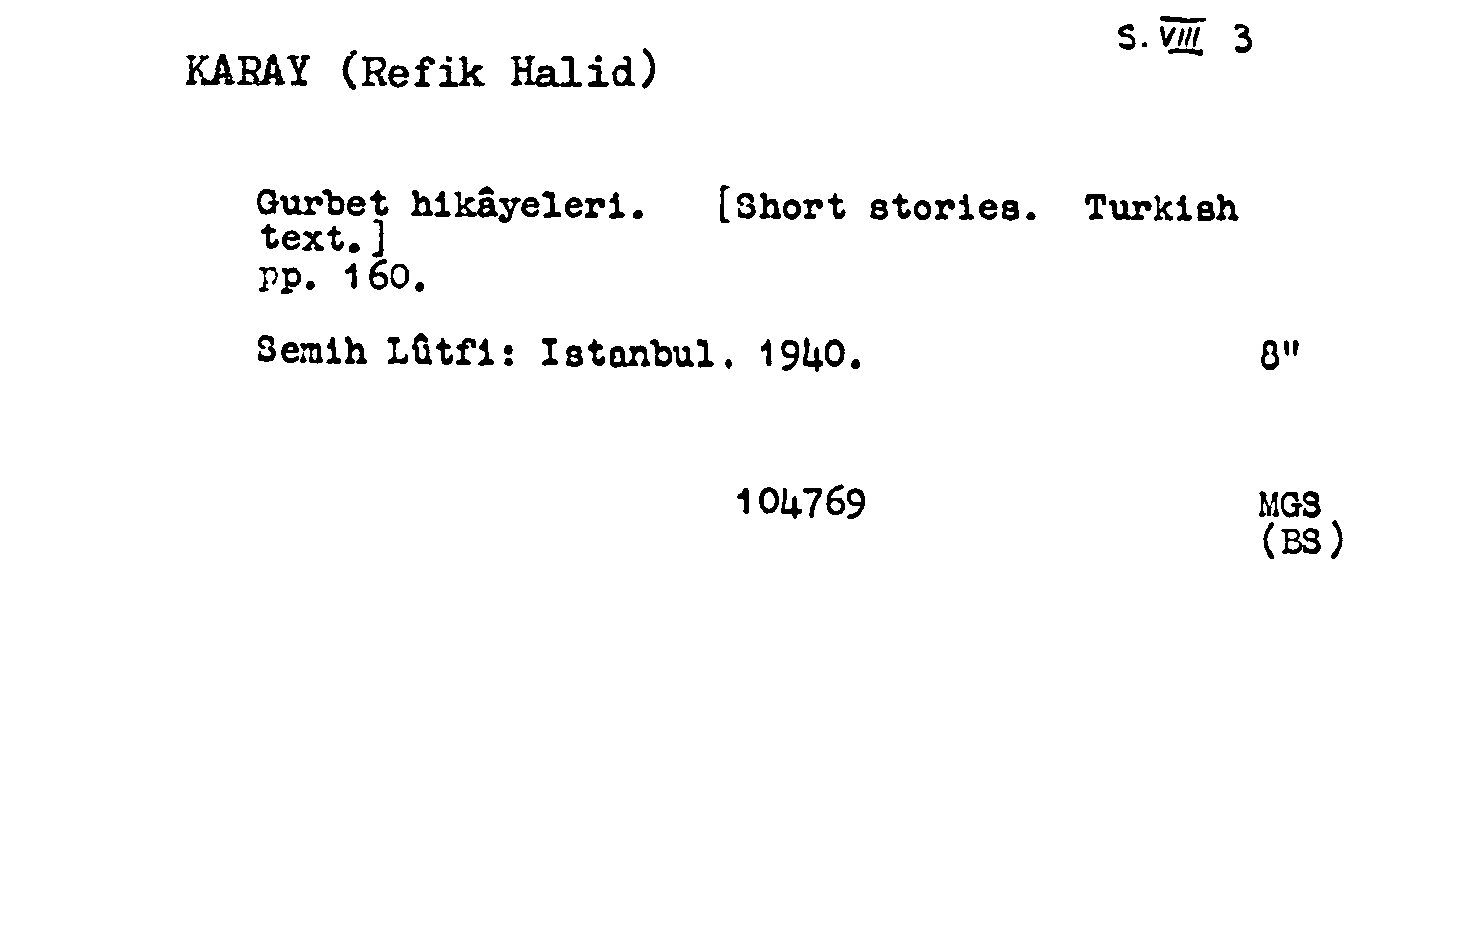 S. VIII 3
KARAY (Refik Halid)
Gurbet hikâyeleri. [Short stories. Turkish
text.]
pp. 160.
Semih Lûtfi: Istanbul. 1940. 8"
104769 MGS
(BS)